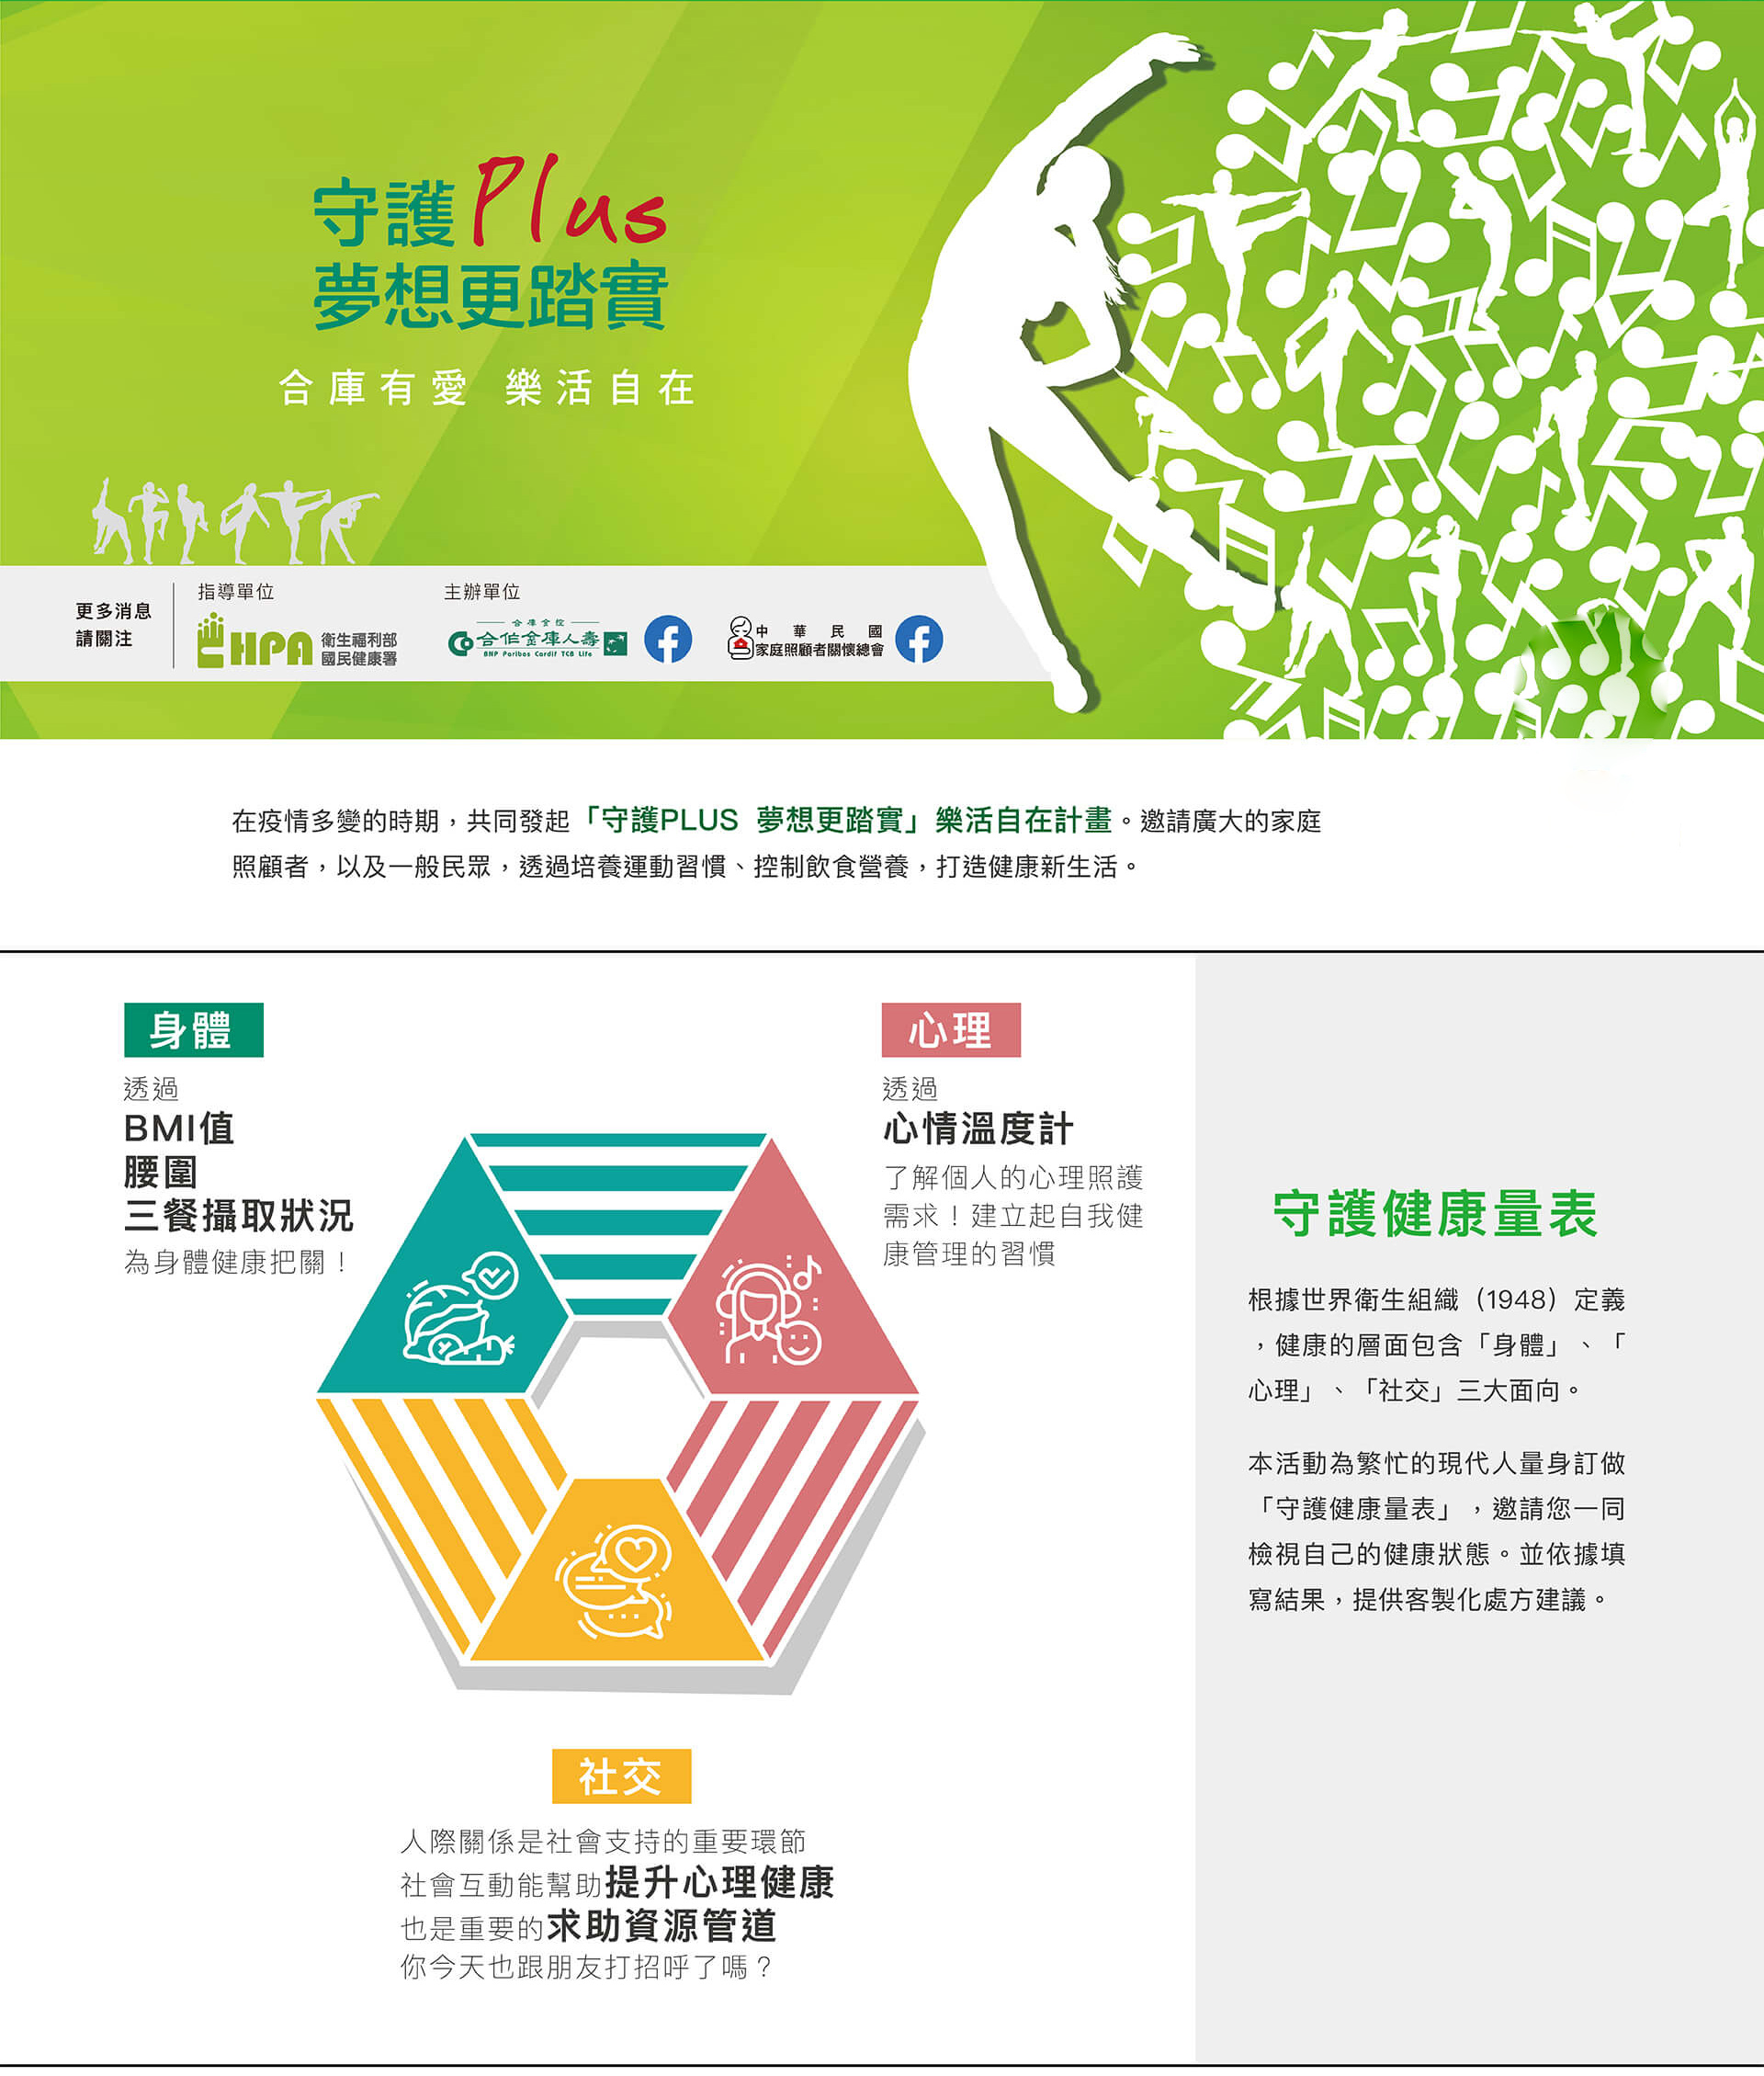 守護Plus
夢想更踏實
合庫有愛 樂活自在
更多消息
請關注
指導單位
HPA 衛生福利部
國民健康署
主辦單位
合庫金控
合作金庫人壽
BNP Paribas Cardif TCB Life
中華民國
家庭照顧者關懷總會
在疫情多變的時期，共同發起「守護PLUS 夢想更踏實」樂活自在計畫。邀請廣大的家庭
照顧者，以及一般民眾，透過培養運動習慣、控制飲食營養，打造健康新生活。
身體
透過
BMI值
腰圍
三餐攝取狀況
為身體健康把關！
心理
透過
心情溫度計
了解個人的心理照護
需求！建立起自我健
康管理的習慣
社交
人際關係是社會支持的重要環節
社會互動能幫助提升心理健康
也是重要的求助資源管道
你今天也跟朋友打招呼了嗎？
守護健康量表
根據世界衛生組織（1948）定義
，健康的層面包含「身體」、「
心理」、「社交」三大面向。
本活動為繁忙的現代人量身訂做
「守護健康量表」，邀請您一同
檢視自己的健康狀態。並依據填
寫結果，提供客製化處方建議。